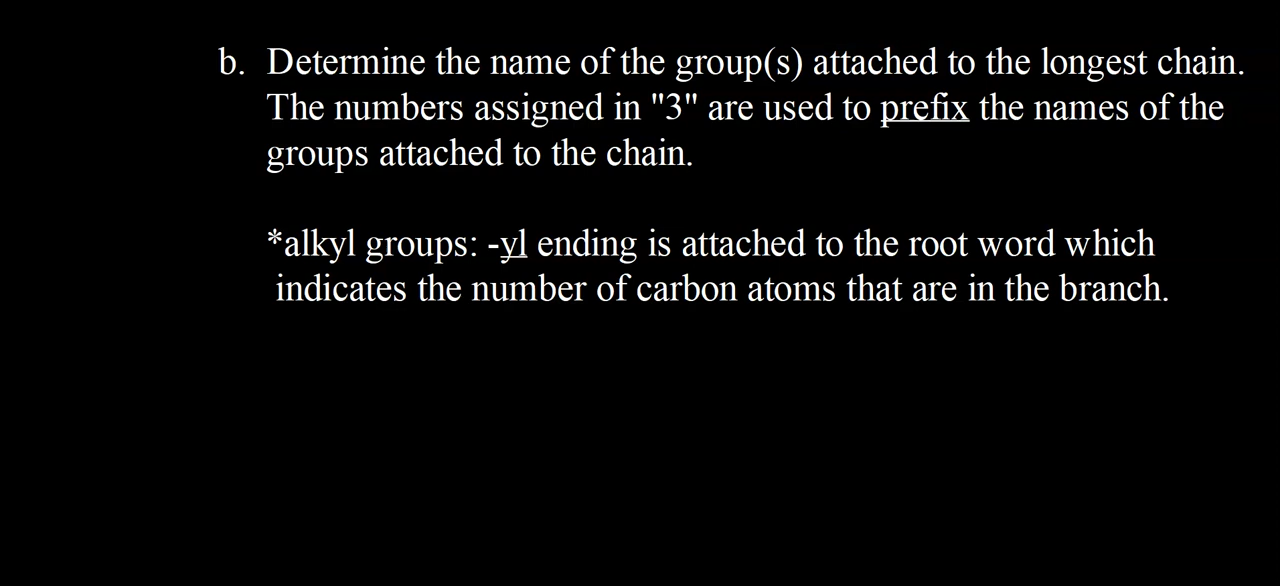 b. Determine the name of the group(s) attached to the longest chain.
The numbers assigned in "3" are used to prefix the names of the
groups attached to the chain.
*alkyl groups: -yl ending is attached to the root word which
indicates the number of carbon atoms that are in the branch.